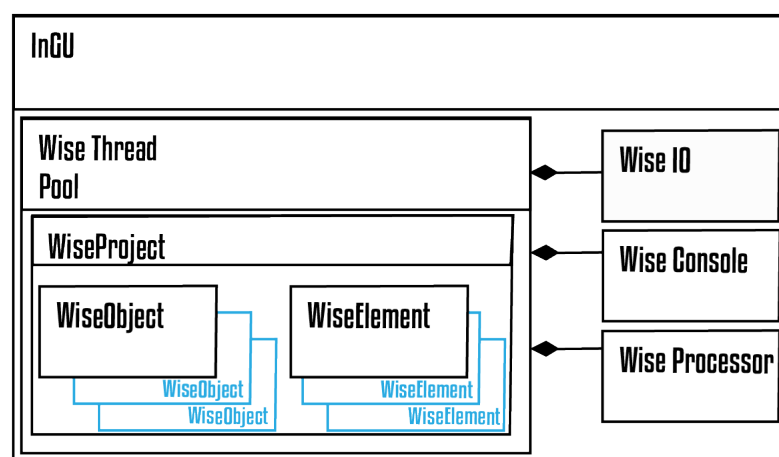 InGU
Wise Thread
Pool
Wise IO
WiseProject
Wise Console
WiseObject
WiseElement
Wise Processor
WiseObject
WiseElement
WiseObject
WiseElement